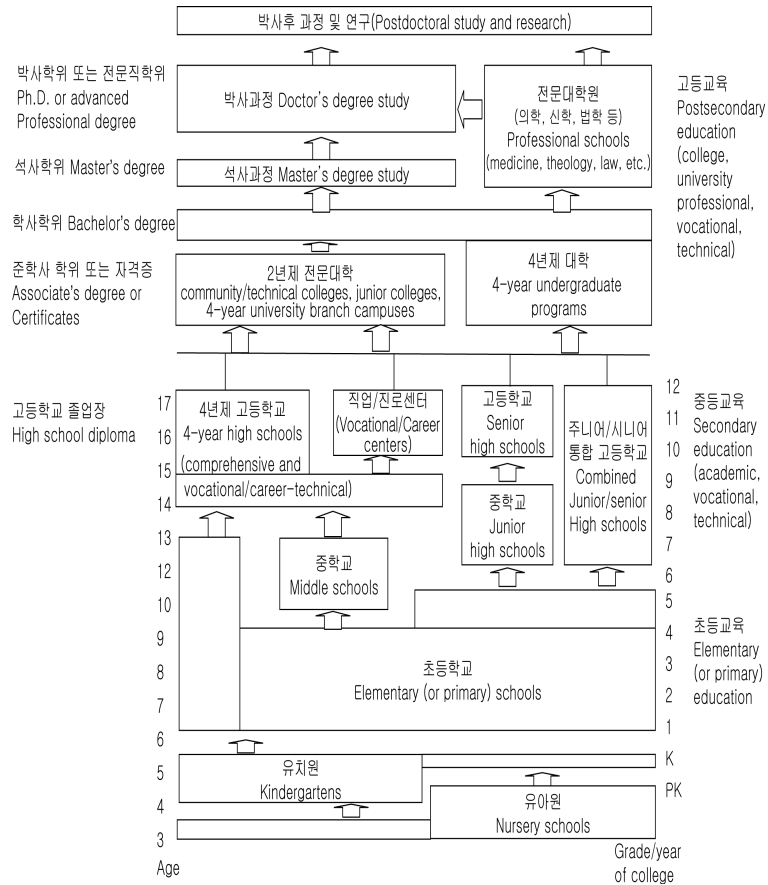 박사후 과정 및 연구(Postdoctoral study and research)
박사학위 또는 전문직학위
Ph.D. or advanced
Professional degree
박사과정 Doctor's degree study
전문대학원
(의학, 신학, 법학 등)
Professional schools
(medicine, theology, law, etc.)
고등교육
Postsecondary
education
(college,
university
professional,
vocational,
technical)
석사학위 Master's degree
석사과정 Master's degree study
학사학위 Bachelor's degree
준학사 학위 또는 자격증
Associate's degree or
Certificates
2년제 전문대학
community/technical colleges, junior colleges,
4-year university branch campuses
4년제 대학
4-year undergraduate
programs
고등학교 졸업장
High school diploma
17
16
15
14
13
12
10
9
8
7
6
5
4
3
Age
4년제 고등학교
4-year high schools
(comprehensive and
vocational/career-technical)
직업/진로센터
(Vocational/Career
centers)
고등학교
Senior
high schools
중학교
Junior
high schools
주니어/시니어
통합 고등학교
Combined
Junior/senior
High schools
중학교
Middle schools
초등학교
Elementary (or primary) schools
유치원
Kindergartens
유아원
Nursery schools
12
11
10
9
8
7
6
5
4
3
2
1
K
PK
Grade/year
of college
중등교육
Secondary
education
(academic,
vocational,
technical)
초등교육
Elementary
(or primary)
education